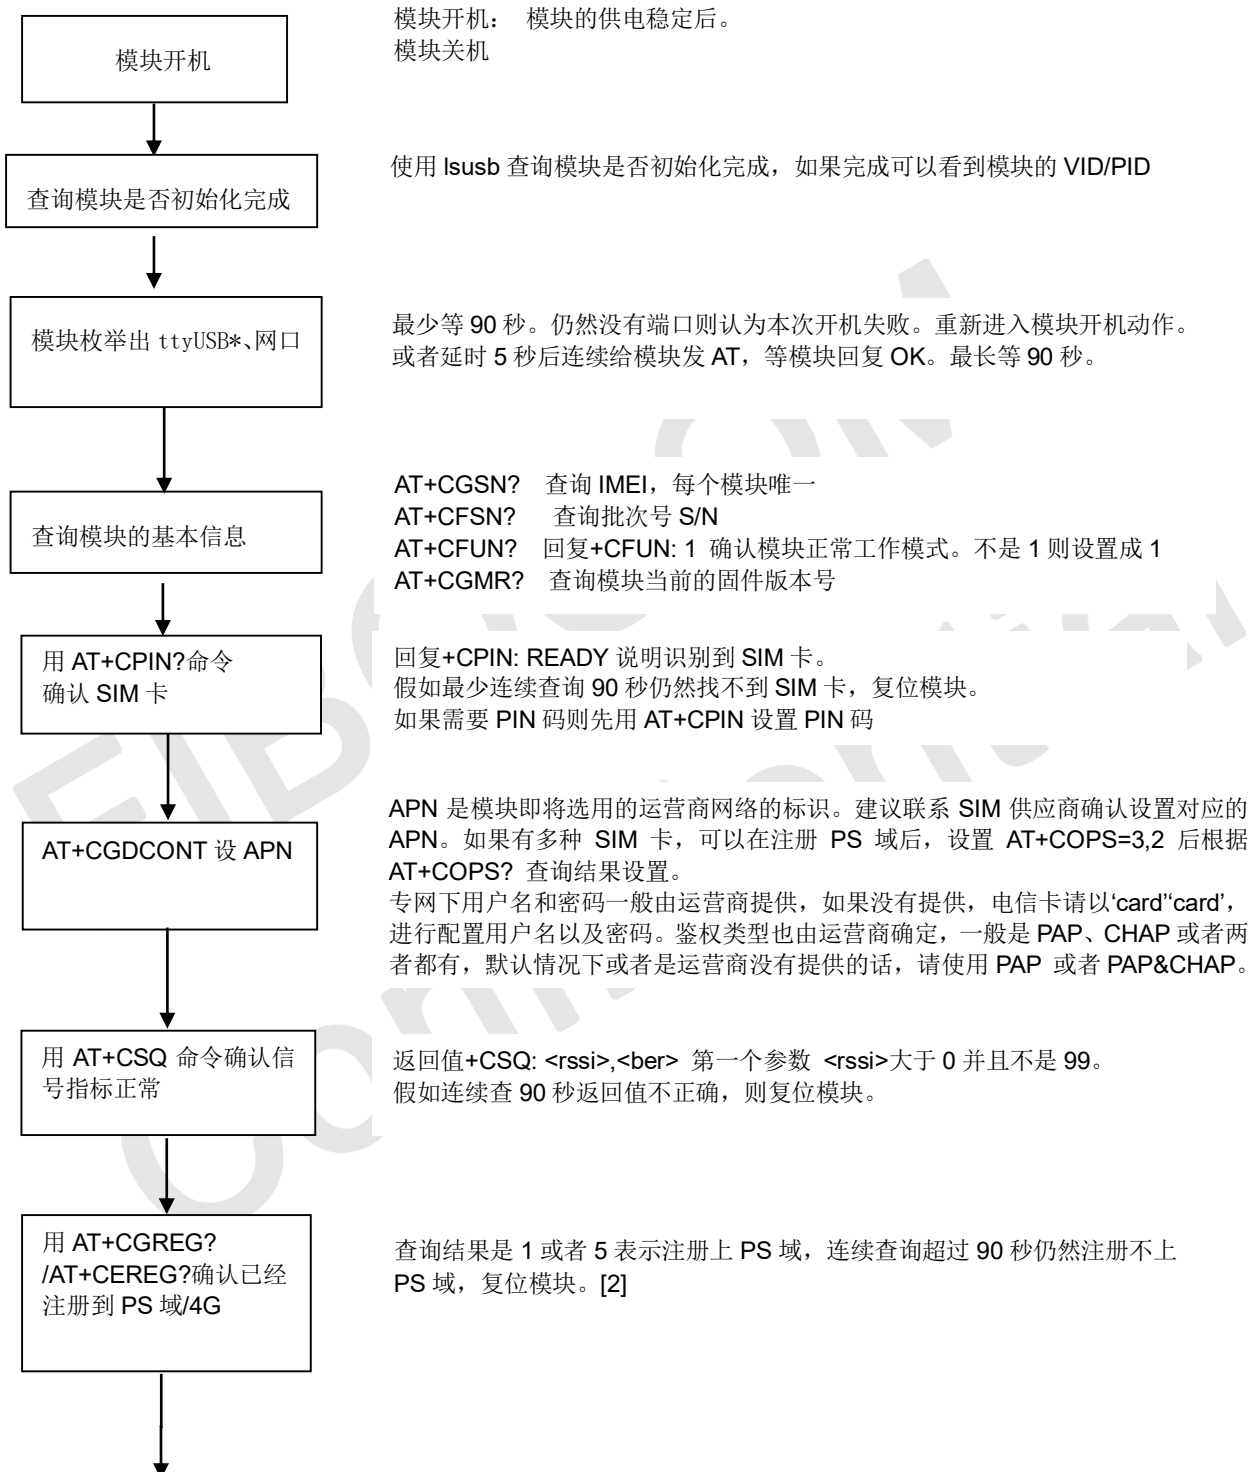 模块开机
模块开机： 模块的供电稳定后。
模块关机
查询模块是否初始化完成
使用 lsusb 查询模块是否初始化完成，如果完成可以看到模块的 VID/PID
模块枚举出 ttyUSB*、网口
最少等 90 秒。仍然没有端口则认为本次开机失败。重新进入模块开机动作。
或者延时 5 秒后连续给模块发 AT，等模块回复 OK。最长等 90 秒。
查询模块的基本信息
AT+CGSN? 查询 IMEI，每个模块唯一
AT+CFSN? 查询批次号 S/N
AT+CFUN? 回复+CFUN: 1 确认模块正常工作模式。不是 1 则设置成 1
AT+CGMR? 查询模块当前的固件版本号
用 AT+CPIN?命令
确认 SIM 卡
回复+CPIN: READY 说明识别到 SIM 卡。
假如最少连续查询 90 秒仍然找不到 SIM 卡，复位模块。
如果需要 PIN 码则先用 AT+CPIN 设置 PIN 码
AT+CGDCONT 设 APN
APN 是模块即将选用的运营商网络的标识。建议联系 SIM 供应商确认设置对应的
APN。如果有多种 SIM 卡，可以在注册 PS 域后，设置 AT+COPS=3,2 后根据
AT+COPS? 查询结果设置。
专网下用户名和密码一般由运营商提供，如果没有提供，电信卡请以‘card’‘card’，
进行配置用户名以及密码。鉴权类型也由运营商确定，一般是 PAP、CHAP 或者两
者都有，默认情况下或者是运营商没有提供的话，请使用 PAP 或者 PAP&CHAP。
用 AT+CSQ 命令确认信
号指标正常
返回值+CSQ: <rssi>,<ber> 第一个参数 <rssi>大于 0 并且不是 99。
假如连续查 90 秒返回值不正确，则复位模块。
用 AT+CGREG?
/AT+CEREG?确认已经
注册到 PS 域/4G
查询结果是 1 或者 5 表示注册上 PS 域，连续查询超过 90 秒仍然注册不上
PS 域，复位模块。[2]